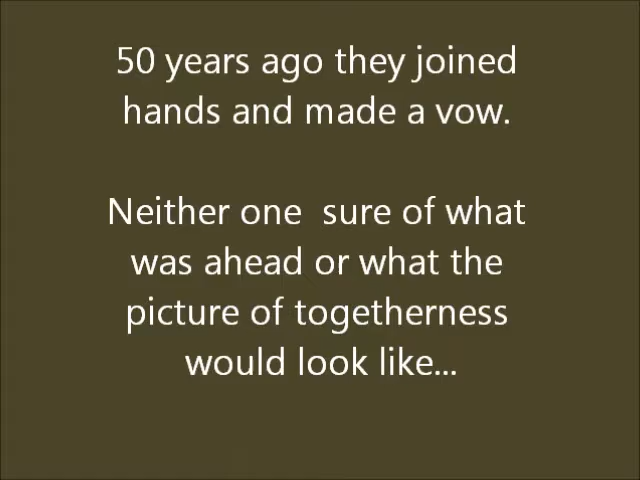 50 years ago they joined
hands and made a vow.
Neither one  sure of what
was ahead or what the
picture of togetherness
would look like...